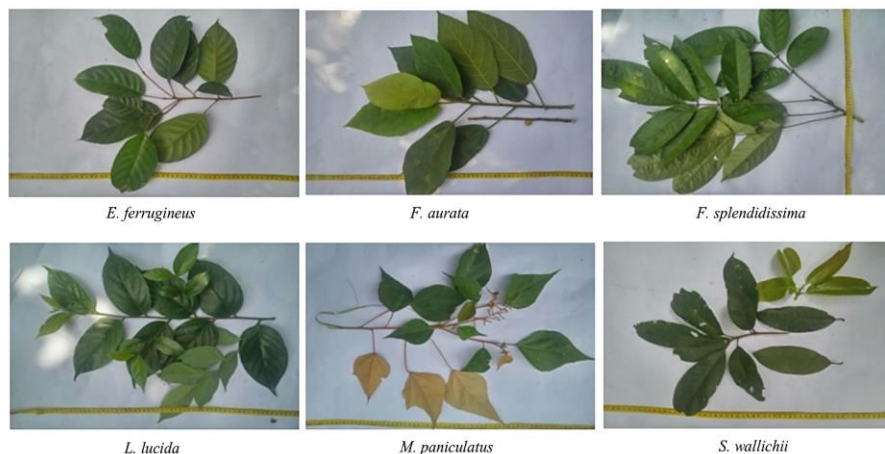 E. ferrugineus
F. aurata
F. splendidissima
L. lucida
M. paniculatus
S. wallichii